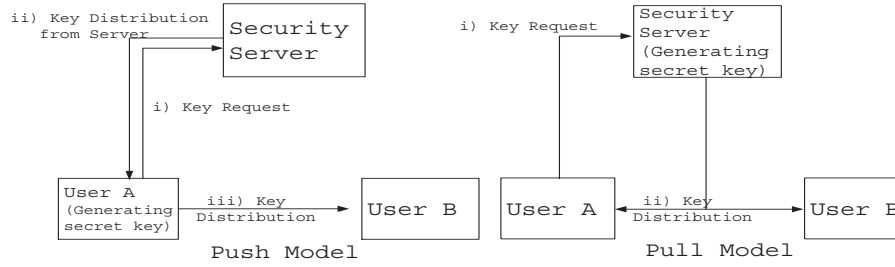 ii) Key Distribution
from Server
Security
Server
i) Key Request
User A
(Generating
secret key)
iii) Key
Distribution
User B
Push Model
i) Key Request
Security
Server
(Generating
secret key)
User A
ii) Key
Distribution
User B
Pull Model